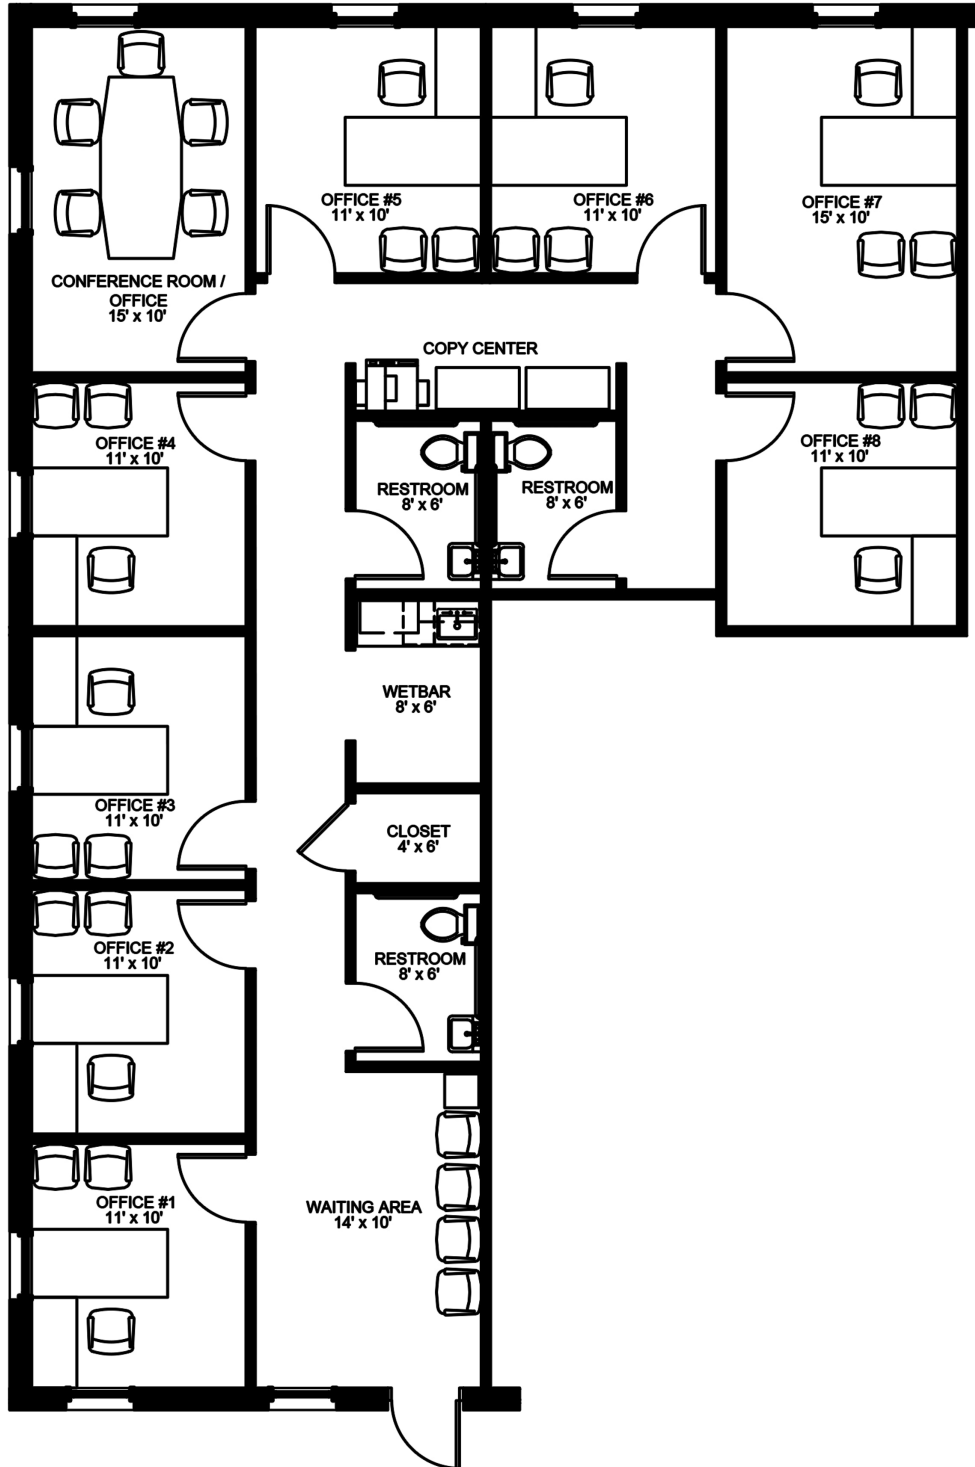 OFFICE #5
11' x 10'
OFFICE #6
11' x 10'
OFFICE #7
15' x 10'
CONFERENCE ROOM /
OFFICE
15' x 10'
COPY CENTER
OFFICE #4
11' x 10'
RESTROOM
8' x 6'
RESTROOM
8' x 6'
OFFICE #8
11' x 10'
WETBAR
8' x 6'
OFFICE #3
11' x 10'
CLOSET
4' x 6'
OFFICE #2
11' x 10'
RESTROOM
8' x 6'
OFFICE #1
11' x 10'
WAITING AREA
14' x 10'